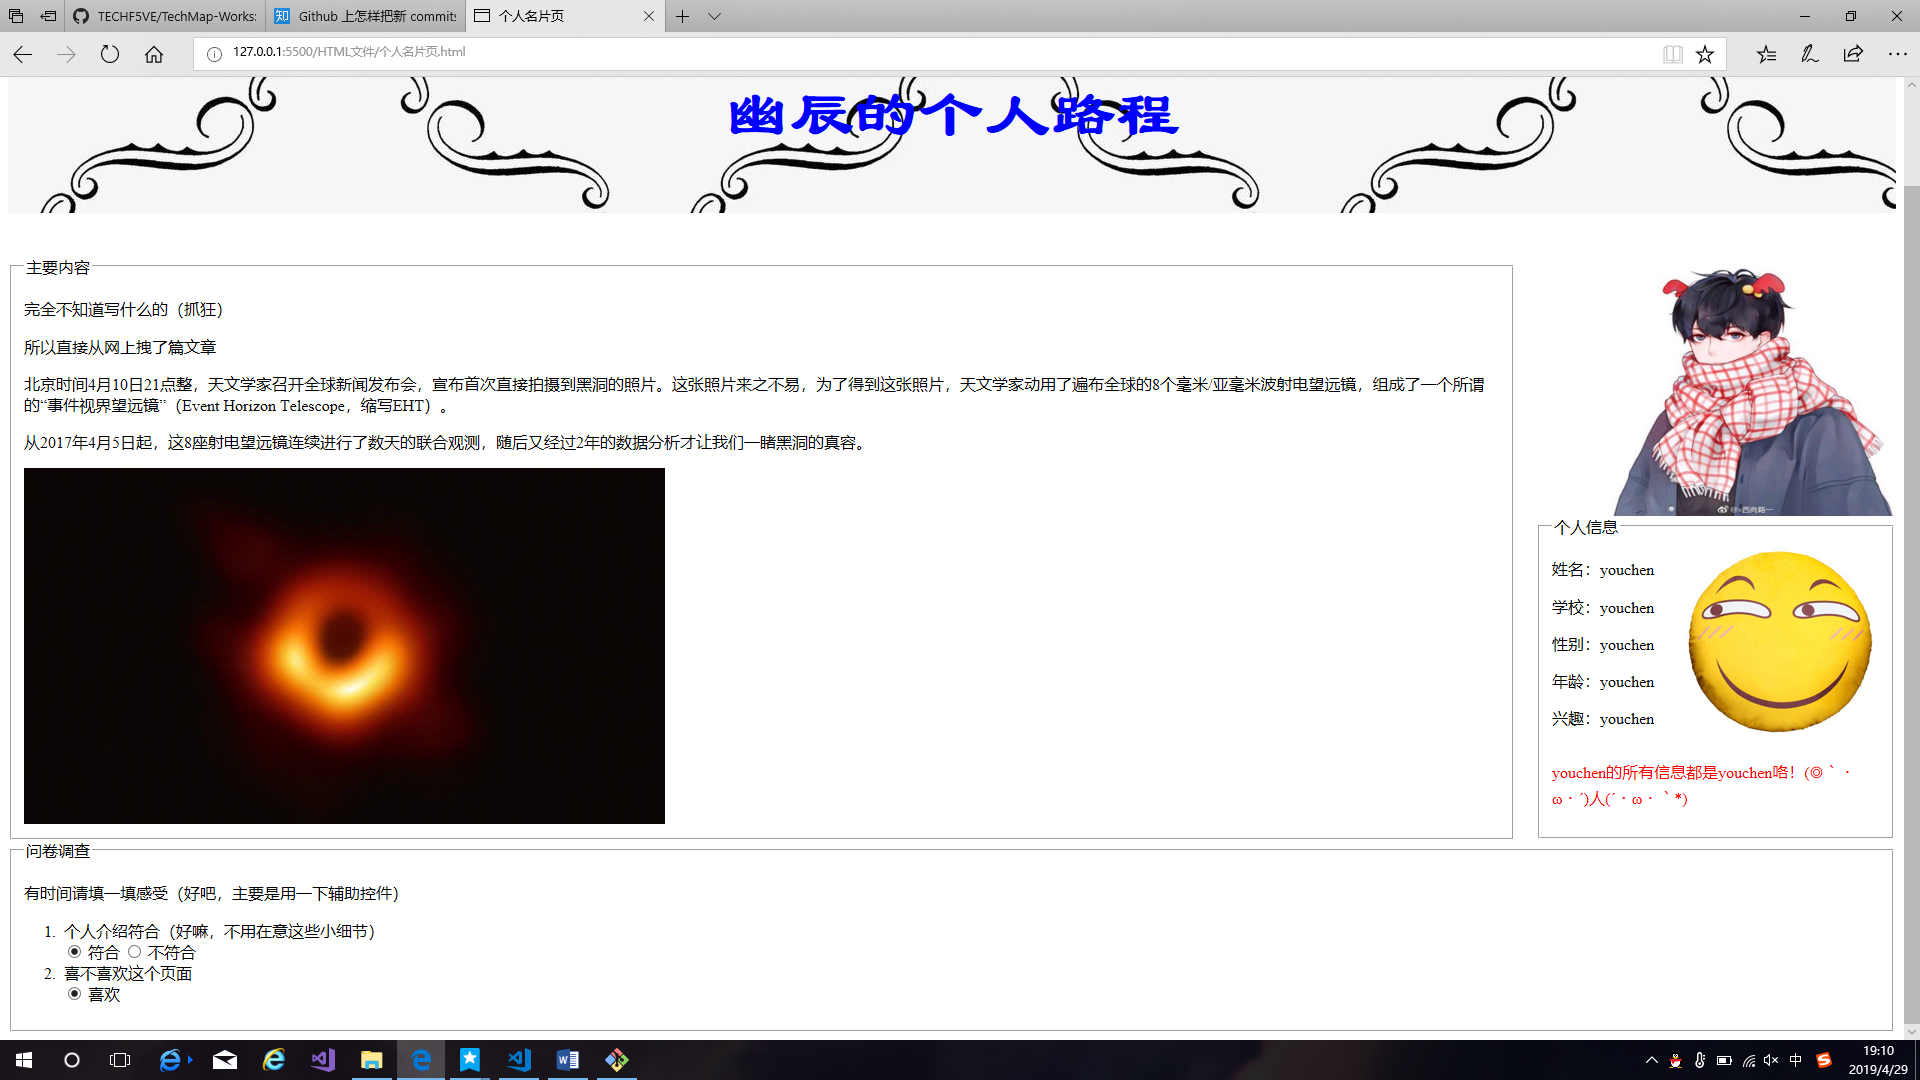 TECHF5VE/TechMap-Works:
知 Github 上怎样把新 commits
个人名片页
127.0.0.1:5500/HTML文件/个人名片页.html
幽辰的个人路程
主要内容
完全不知道写什么的（抓狂）
所以直接从网上拽了篇文章
北京时间4月10日21点整，天文学家召开全球新闻发布会，宣布首次直接拍摄到黑洞的照片。这张照片来之不易，为了得到这张照片，天文学家动用了遍布全球的8个毫米/亚毫米波射电望远镜，组成了一个所谓
的“事件视界望远镜”（Event Horizon Telescope，缩写EHT）。
从2017年4月5日起，这8座射电望远镜连续进行了数天的联合观测，随后又经过2年的数据分析才让我们一睹黑洞的真容。
@×西向路一
个人信息
姓名：youchen
学校：youchen
性别：youchen
年龄：youchen
兴趣：youchen
youchen的所有信息都是youchen咯！(◎｀・
ω・´)人(´・ω・｀*)
问卷调查
有时间请填一填感受（好吧，主要是用一下辅助控件）
1. 个人介绍符合（好嘛，不用在意这些小细节）
符合 不符合
2. 喜不喜欢这个页面
喜欢
中
19:10
2019/4/29